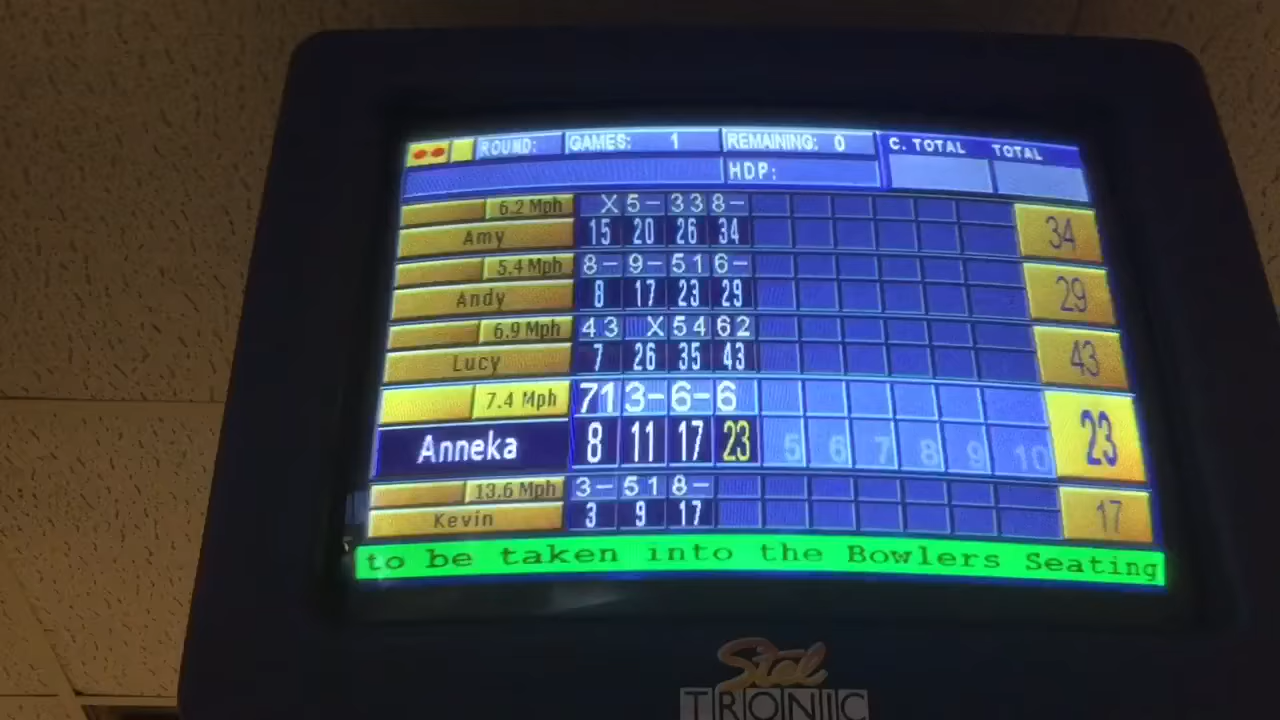 ROUND: GAMES: 1 REMAINING: 0 C. TOTAL TOTAL
HDP:
6.2 Mph X 5 - 3 3 8 -
Amy 15 20 26 34 34
5.4 Mph 8 - 9 - 5 1 6 -
Andy 8 17 23 29 29
6.9 Mph 4 3 X 5 4 6 2
Lucy 7 26 35 43 43
7.4 Mph 7 1 3 - 6 - 6
Anneka 8 11 17 23 5 6 7 8 9 10 23
13.6 Mph 3 - 5 1 8 -
Kevin 3 9 17 17
to be taken into the Bowlers Seating
Stel
TRONIC